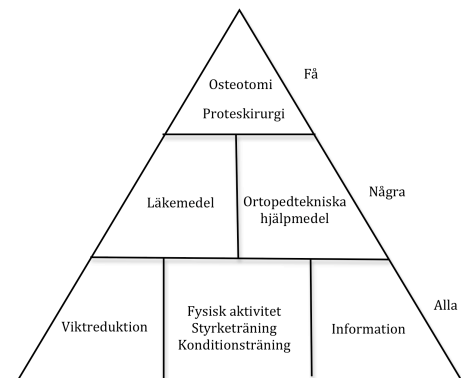 Få
Osteotomi
Proteskirurgi
Några
Läkemedel
Ortopedtekniska
hjälpmedel
Alla
Viktreduktion
Fysisk aktivitet
Styrketräning
Konditionsträning
Information